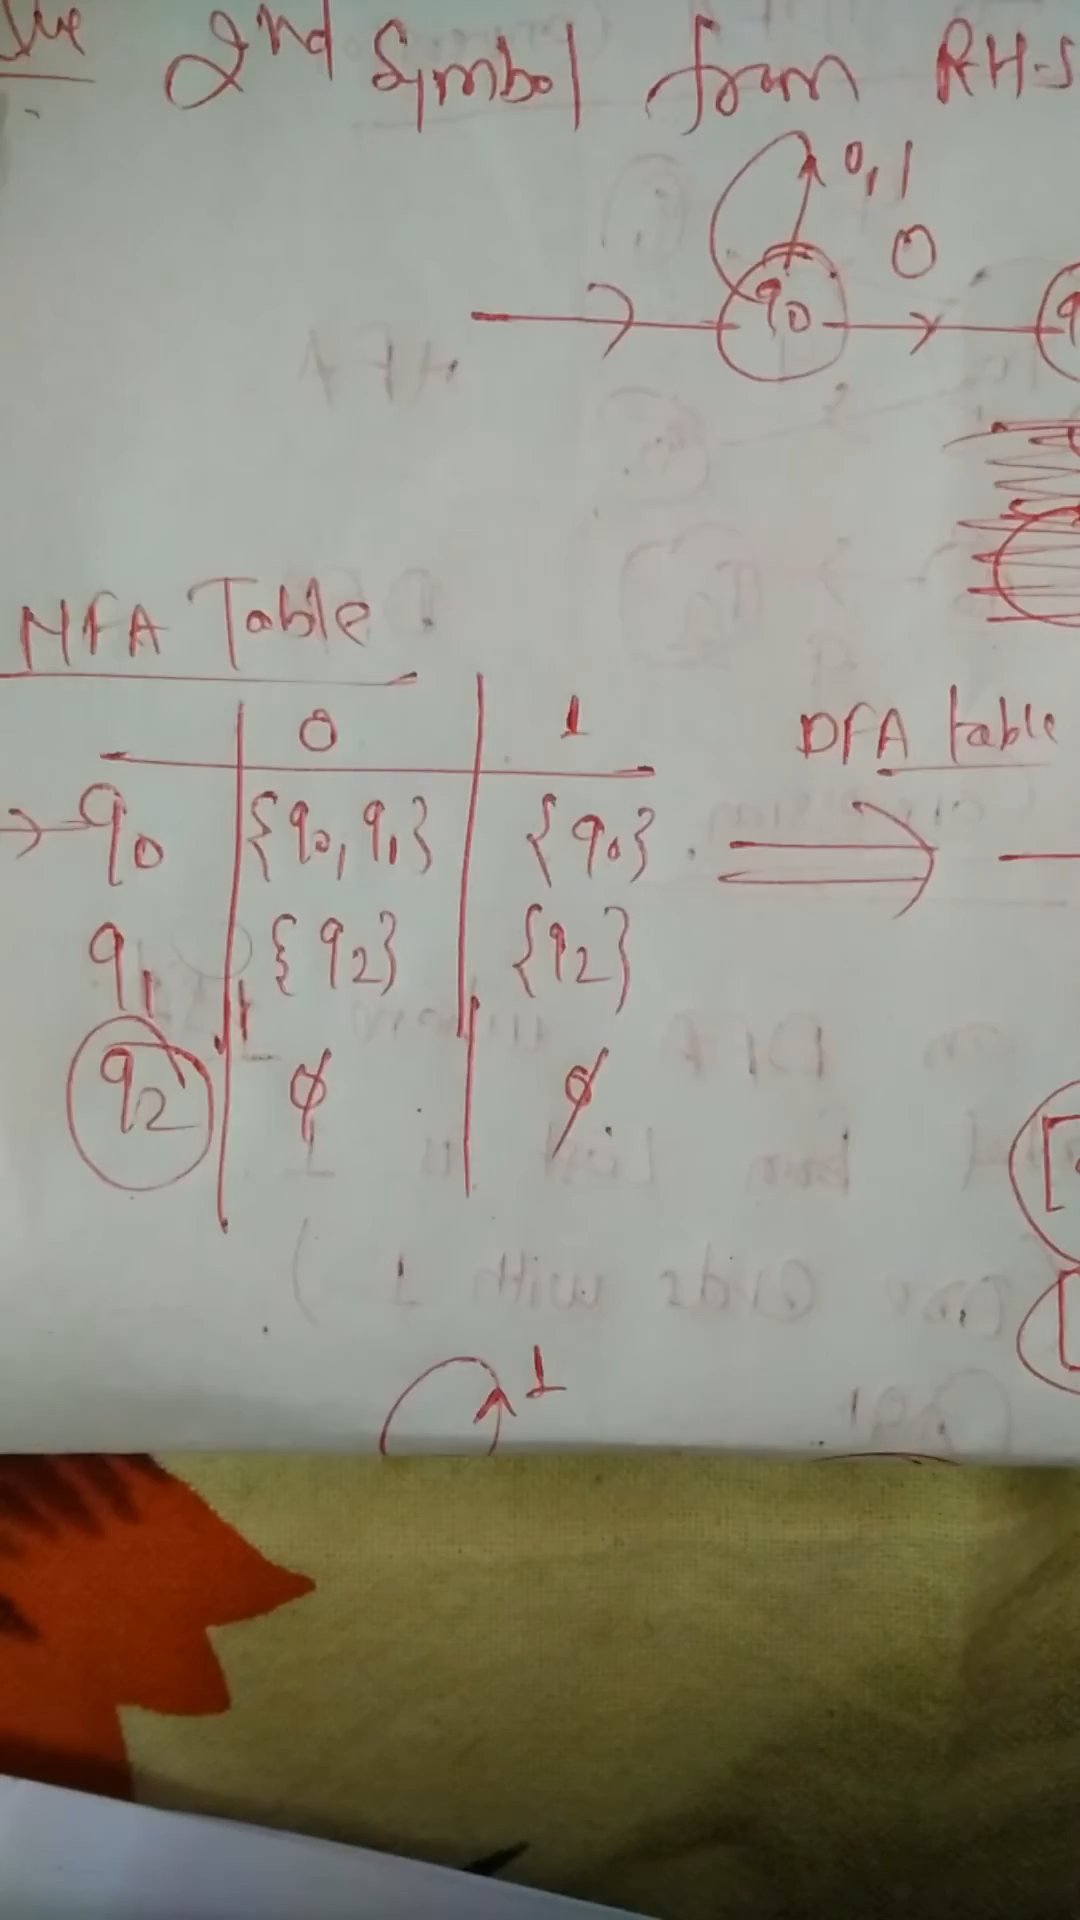 the 2nd Symbol from RHS
0,1
0
q0
NFA Table
0 1
DFA table
→ q0 {q0, q1} {q0}
q1 {q2} {q2}
q2 ϕ ϕ
1